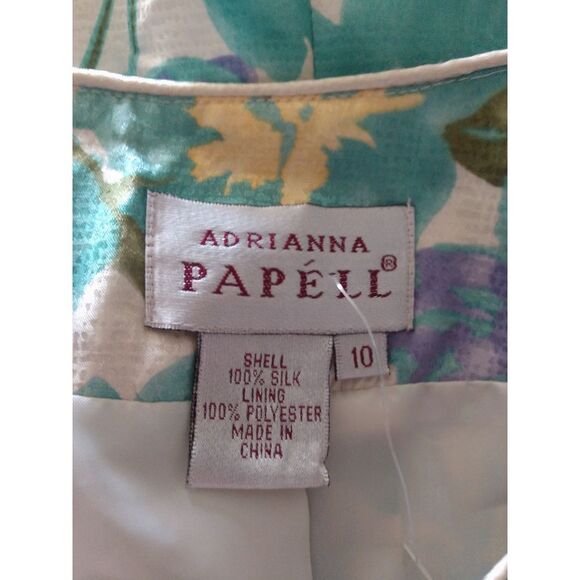 ADRIANNA
PAPÉLL®
10
SHELL
100% SILK
LINING
100% POLYESTER
MADE IN
CHINA